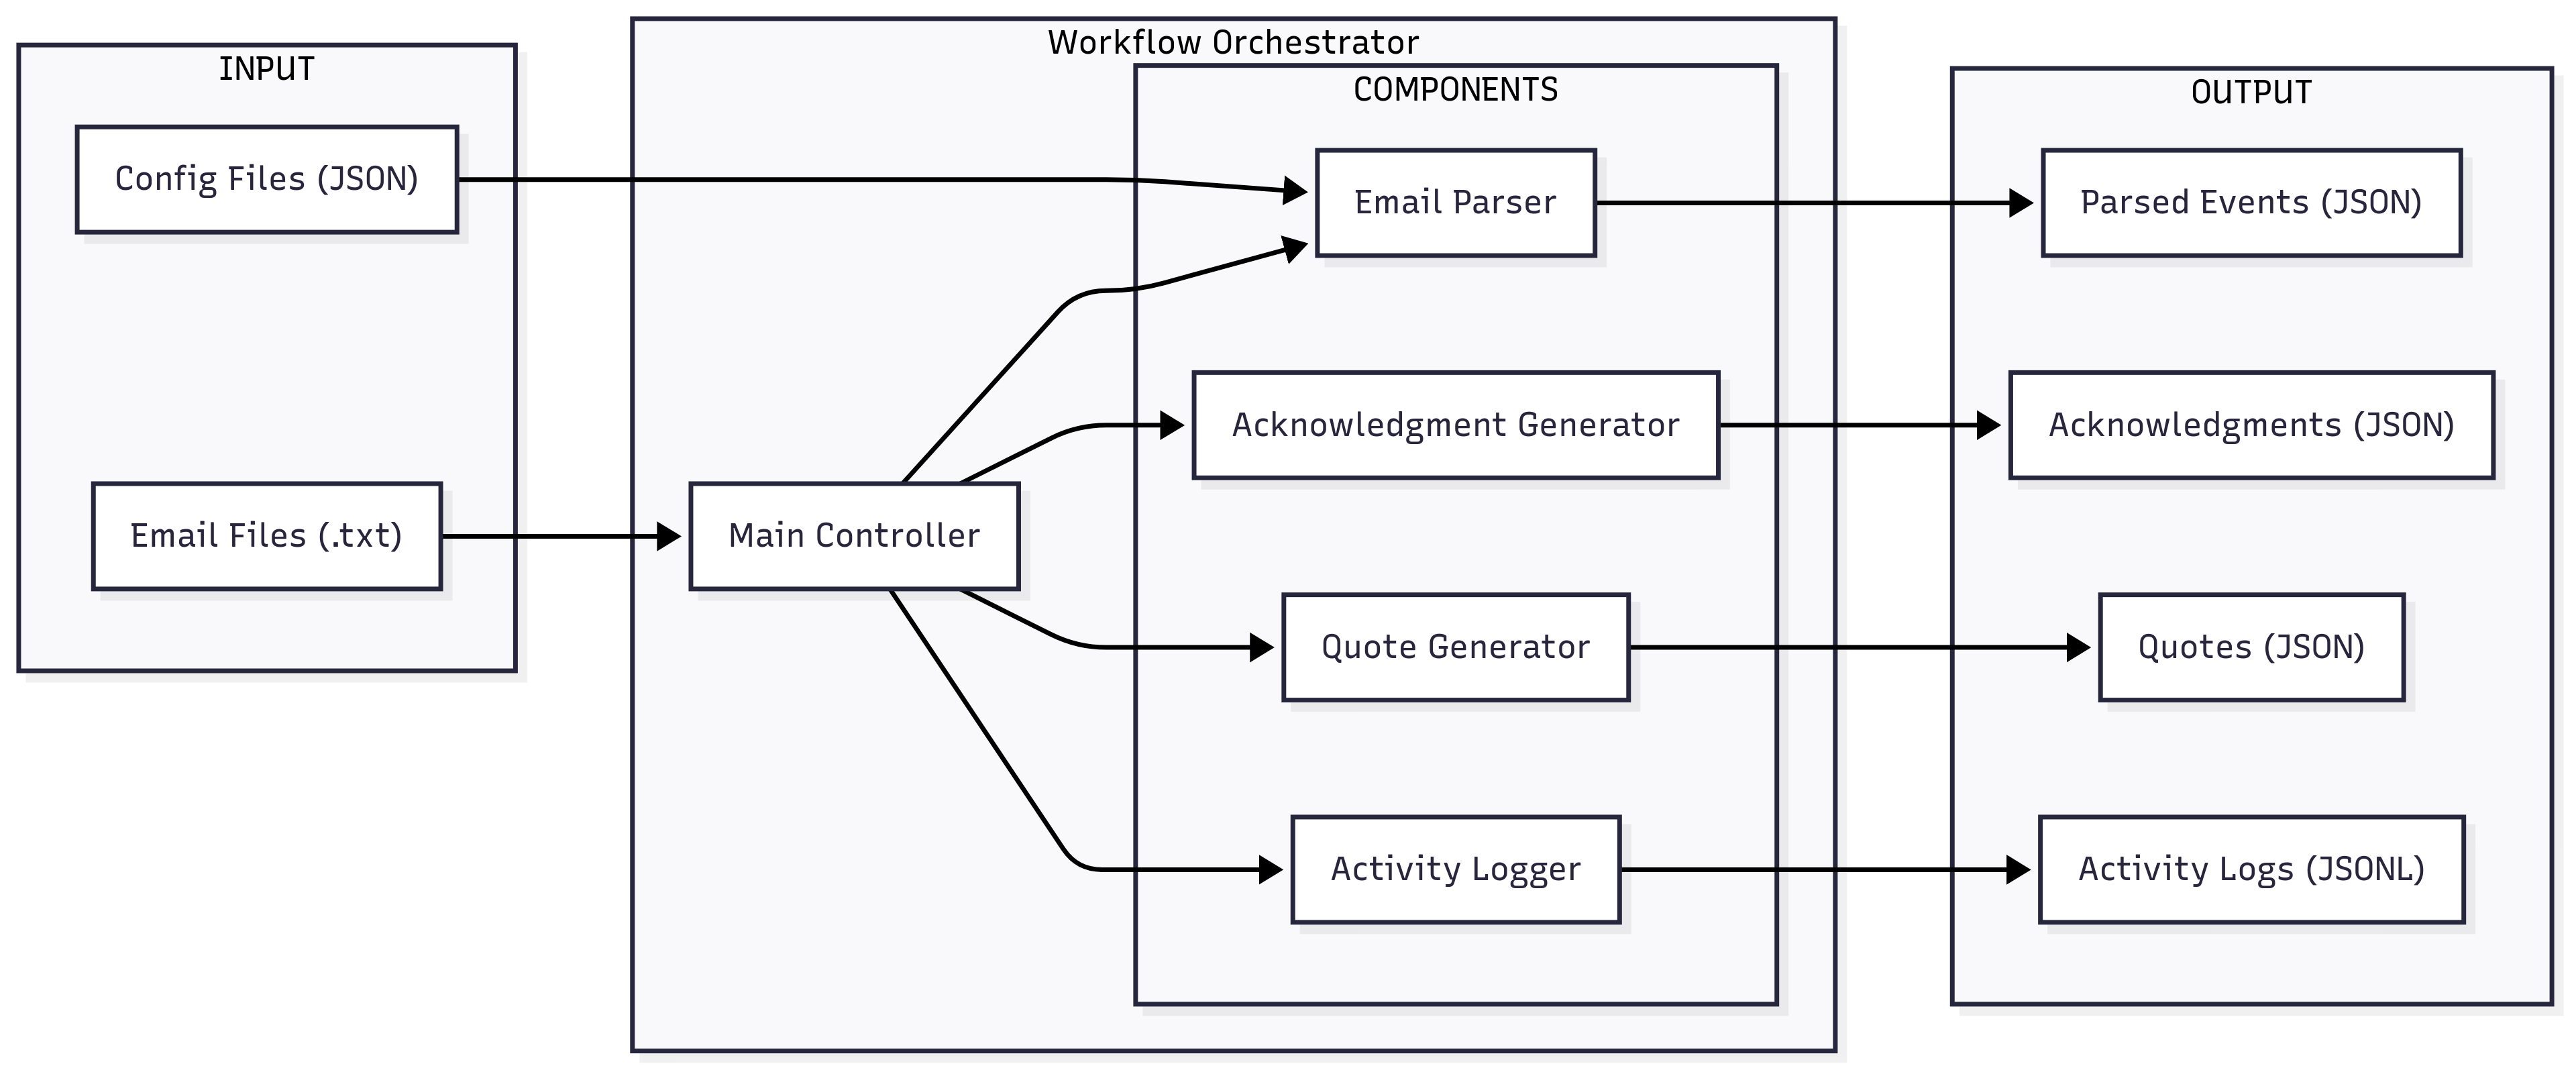 INPUT
Config Files (JSON)
Email Files (.txt)
Workflow Orchestrator
Main Controller
COMPONENTS
Email Parser
Acknowledgment Generator
Quote Generator
Activity Logger
OUTPUT
Parsed Events (JSON)
Acknowledgments (JSON)
Quotes (JSON)
Activity Logs (JSONL)